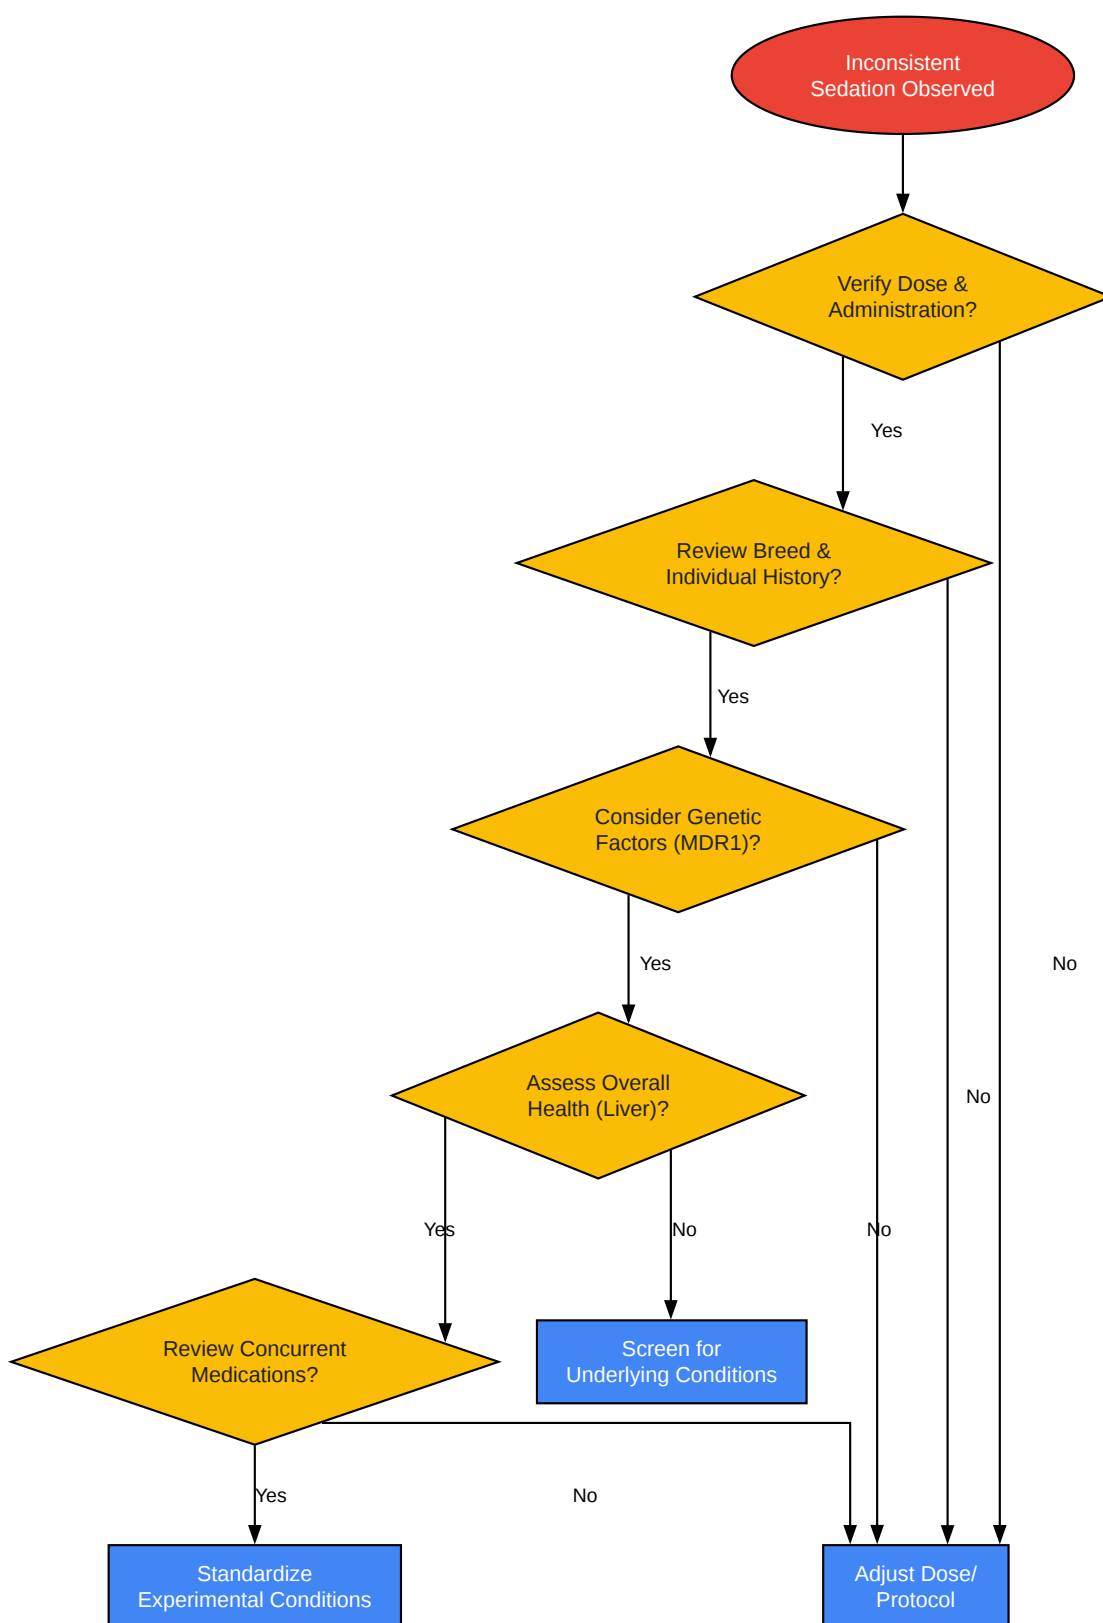 Inconsistent
Sedation Observed
Verify Dose &
Administration?
Yes
Review Breed &
Individual History?
Yes
Consider Genetic
Factors (MDR1)?
Yes
No
Assess Overall
Health (Liver)?
No
Yes
No
No
Review Concurrent
Medications?
Screen for
Underlying Conditions
Yes
No
Standardize
Experimental Conditions
Adjust Dose/
Protocol